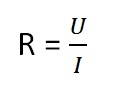 R = U/I